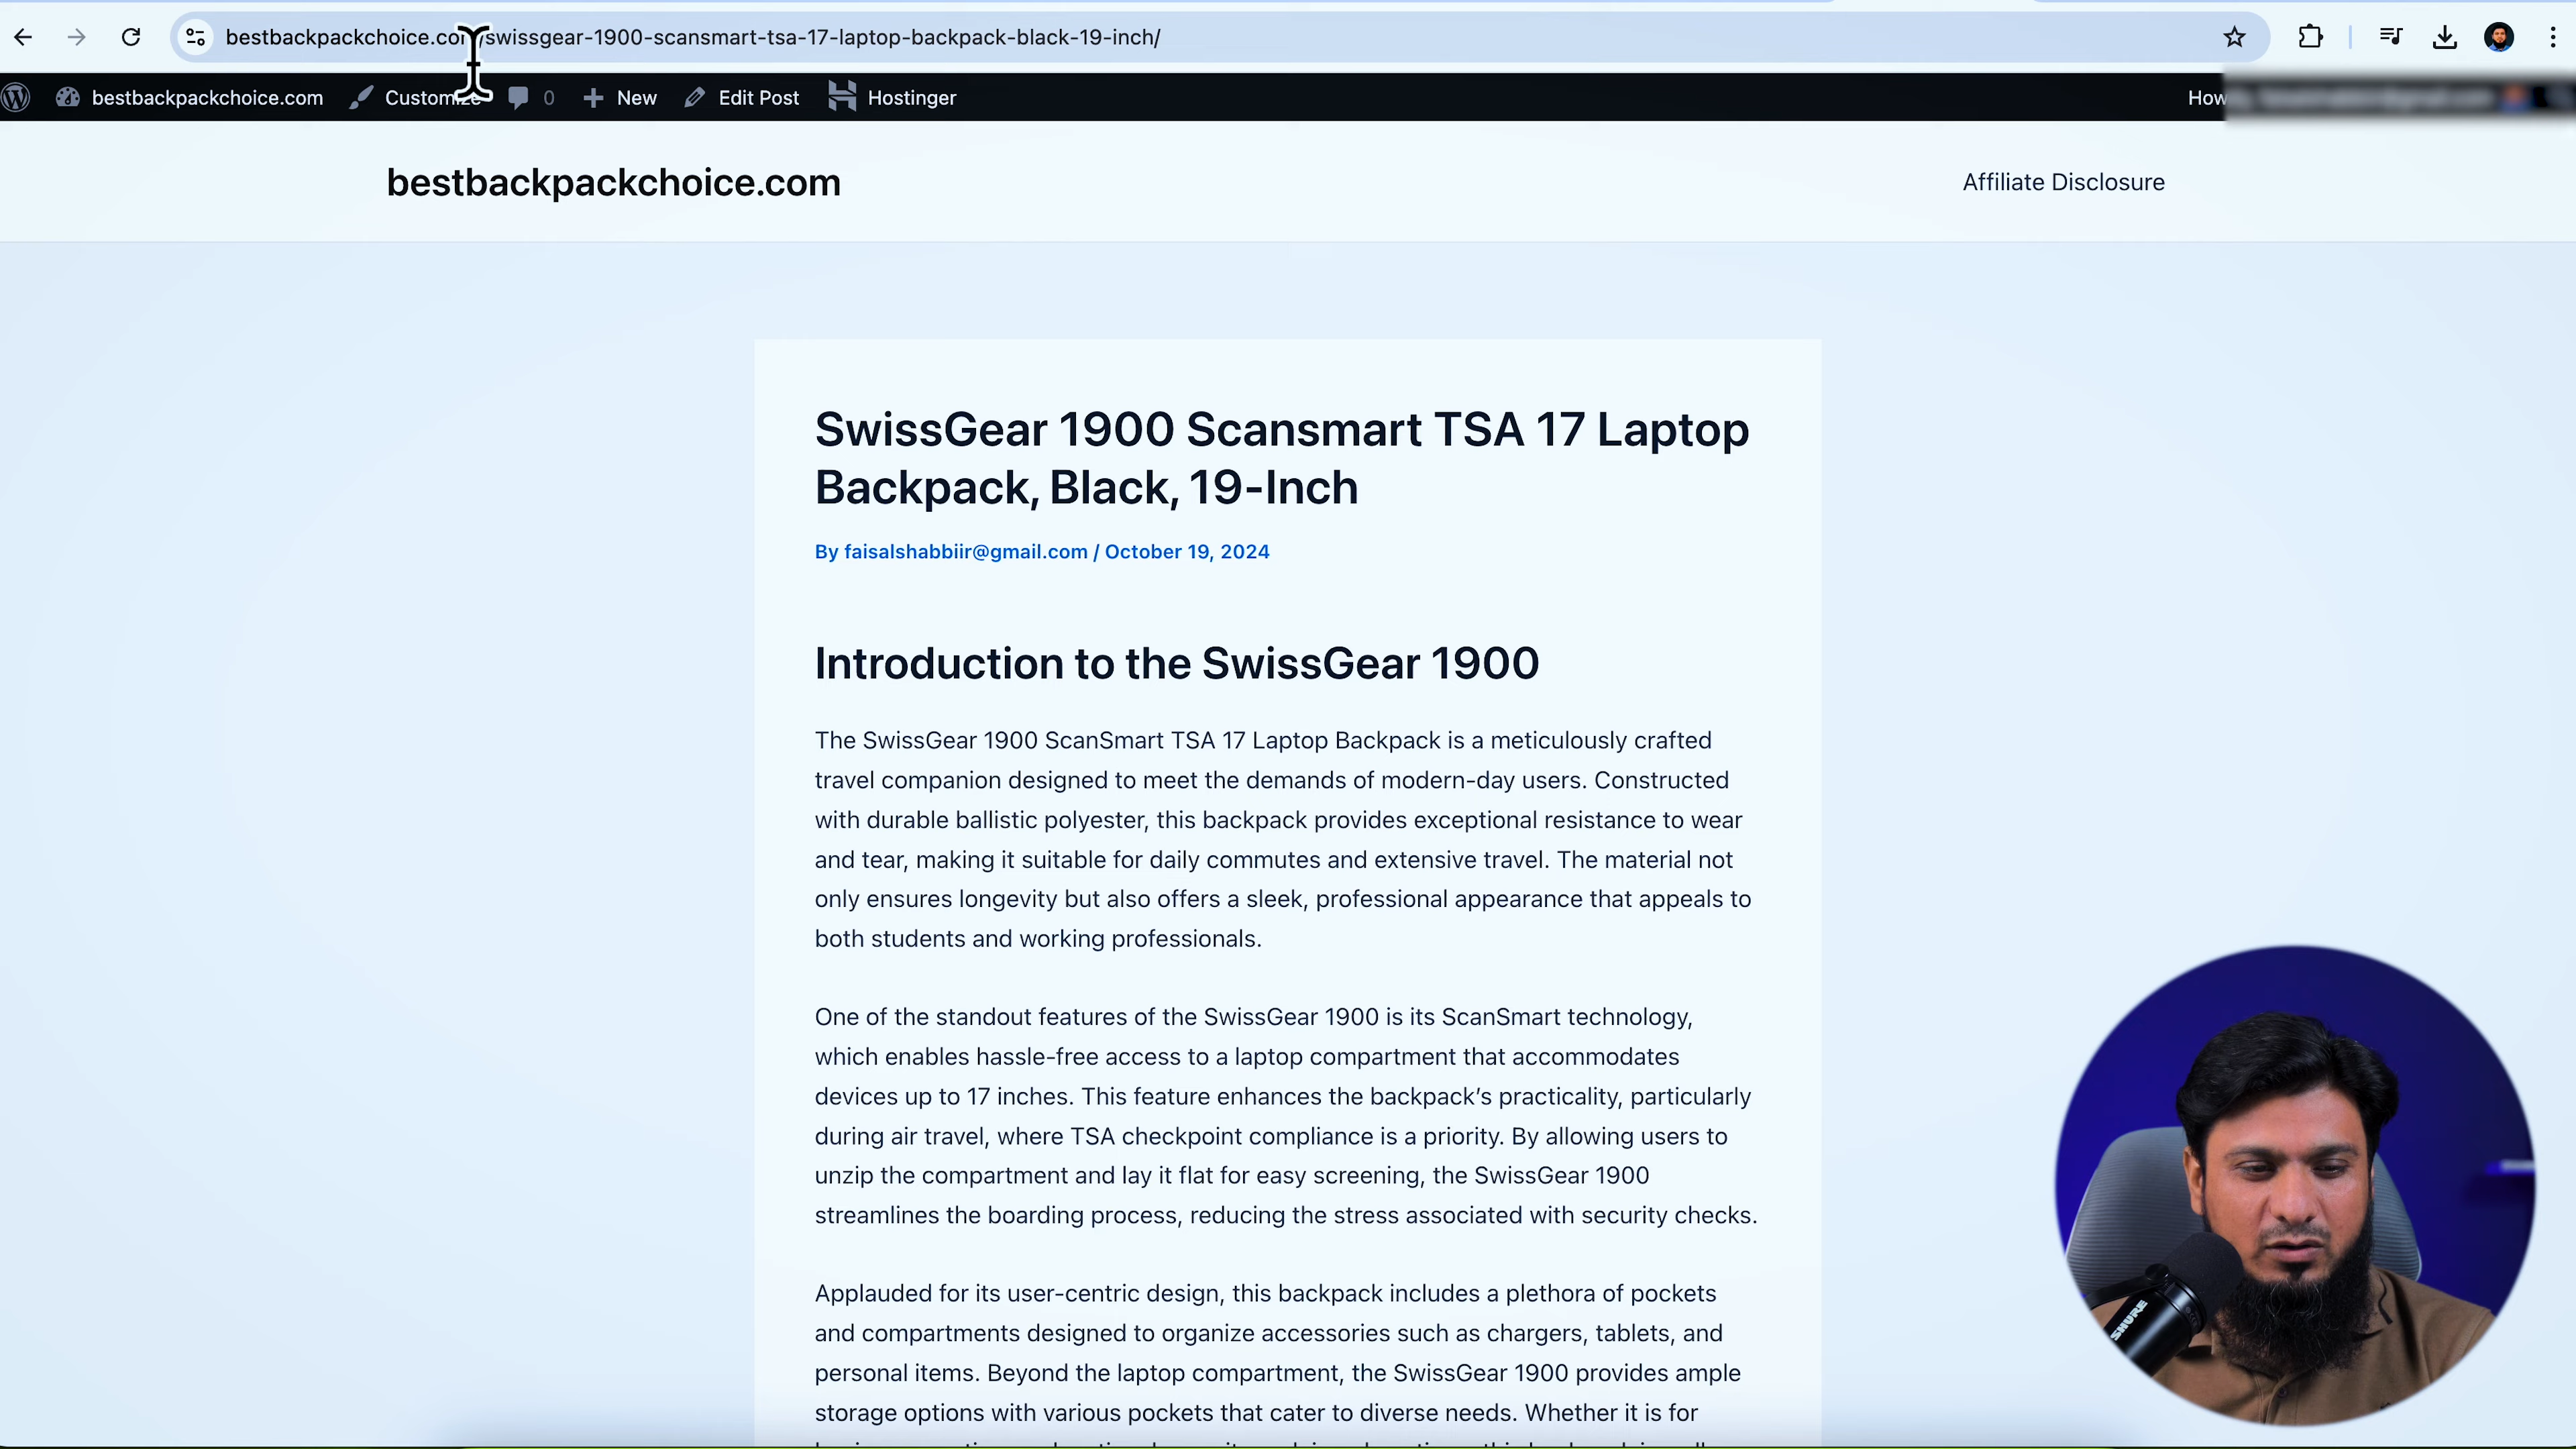 bestbackpackchoice.com/swissgear-1900-scansmart-tsa-17-laptop-backpack-black-19-inch/
bestbackpackchoice.com Customize 0 New Edit Post Hostinger
bestbackpackchoice.com
Affiliate Disclosure
SwissGear 1900 Scansmart TSA 17 Laptop
Backpack, Black, 19-Inch
By faisalshabbiir@gmail.com / October 19, 2024
Introduction to the SwissGear 1900
The SwissGear 1900 ScanSmart TSA 17 Laptop Backpack is a meticulously crafted
travel companion designed to meet the demands of modern-day users. Constructed
with durable ballistic polyester, this backpack provides exceptional resistance to wear
and tear, making it suitable for daily commutes and extensive travel. The material not
only ensures longevity but also offers a sleek, professional appearance that appeals to
both students and working professionals.
One of the standout features of the SwissGear 1900 is its ScanSmart technology,
which enables hassle-free access to a laptop compartment that accommodates
devices up to 17 inches. This feature enhances the backpack’s practicality, particularly
during air travel, where TSA checkpoint compliance is a priority. By allowing users to
unzip the compartment and lay it flat for easy screening, the SwissGear 1900
streamlines the boarding process, reducing the stress associated with security checks.
Applauded for its user-centric design, this backpack includes a plethora of pockets
and compartments designed to organize accessories such as chargers, tablets, and
personal items. Beyond the laptop compartment, the SwissGear 1900 provides ample
storage options with various pockets that cater to diverse needs. Whether it is for
SHURE